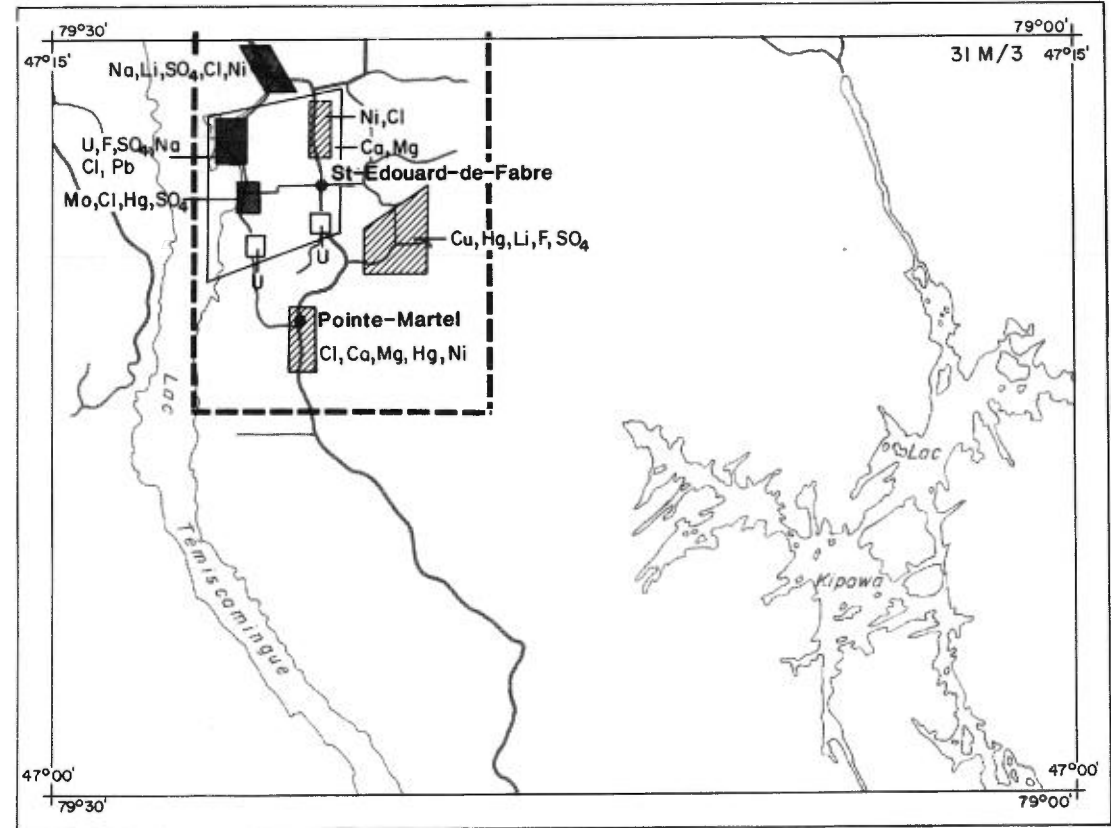 79°30'
79°00'
47°15'
31 M/3
47°15'
Na,Li,SO₄,Cl,Ni
Ni,Cl
U,F,SO₄,Na
Cl,Pb
Ca,Mg
St-Edouard-de-Fabre
Mo,Cl,Hg,SO₄
Cu,Hg,Li,F,SO₄
U
U
Pointe-Martel
Cl,Ca,Mg,Hg,Ni
Lac
Témiscamingue
Lac
Kipawa
47°00'
47°00'
79°30'
79°00'